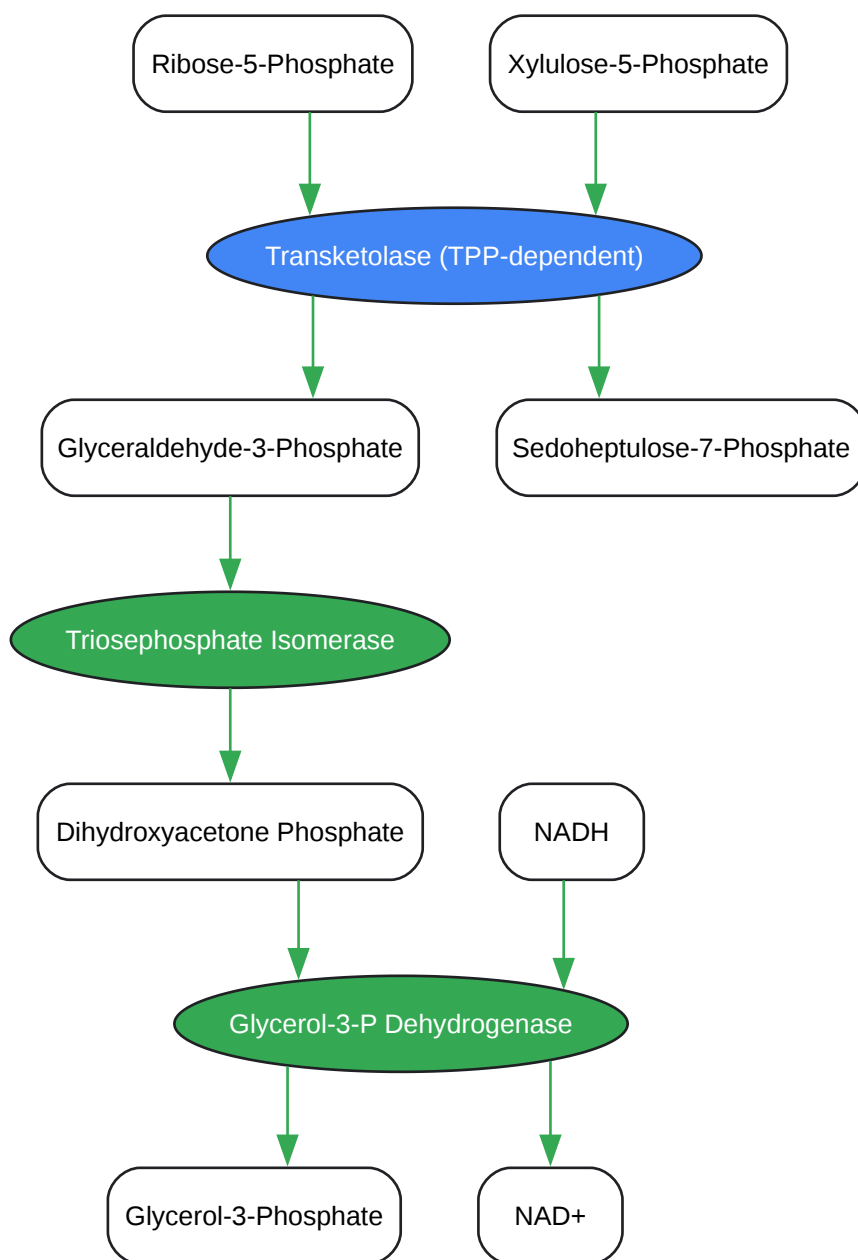 Ribose-5-Phosphate
Xylulose-5-Phosphate
Transketolase (TPP-dependent)
Glyceraldehyde-3-Phosphate
Sedoheptulose-7-Phosphate
Triosephosphate Isomerase
Dihydroxyacetone Phosphate
NADH
Glycerol-3-P Dehydrogenase
Glycerol-3-Phosphate
NAD+